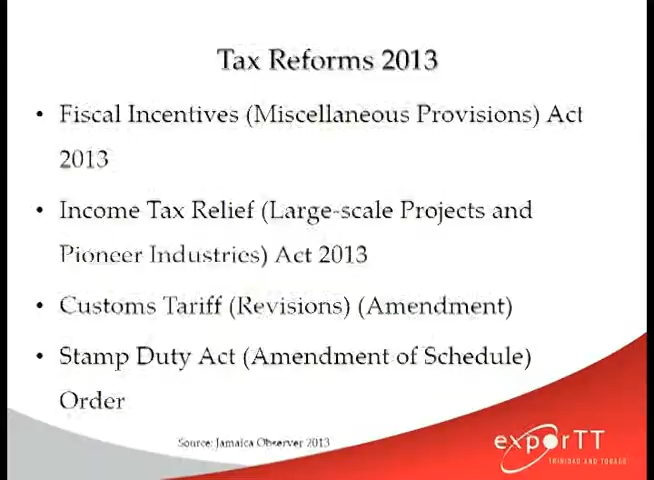 Tax Reforms 2013
• Fiscal Incentives (Miscellaneous Provisions) Act
2013
• Income Tax Relief (Large-scale Projects and
Pioneer Industries) Act 2013
• Customs Tariff (Revisions) (Amendment)
• Stamp Duty Act (Amendment of Schedule)
Order
Source: Jamaica Observer 2013
exporTT
TRINIDAD AND TOBAGO